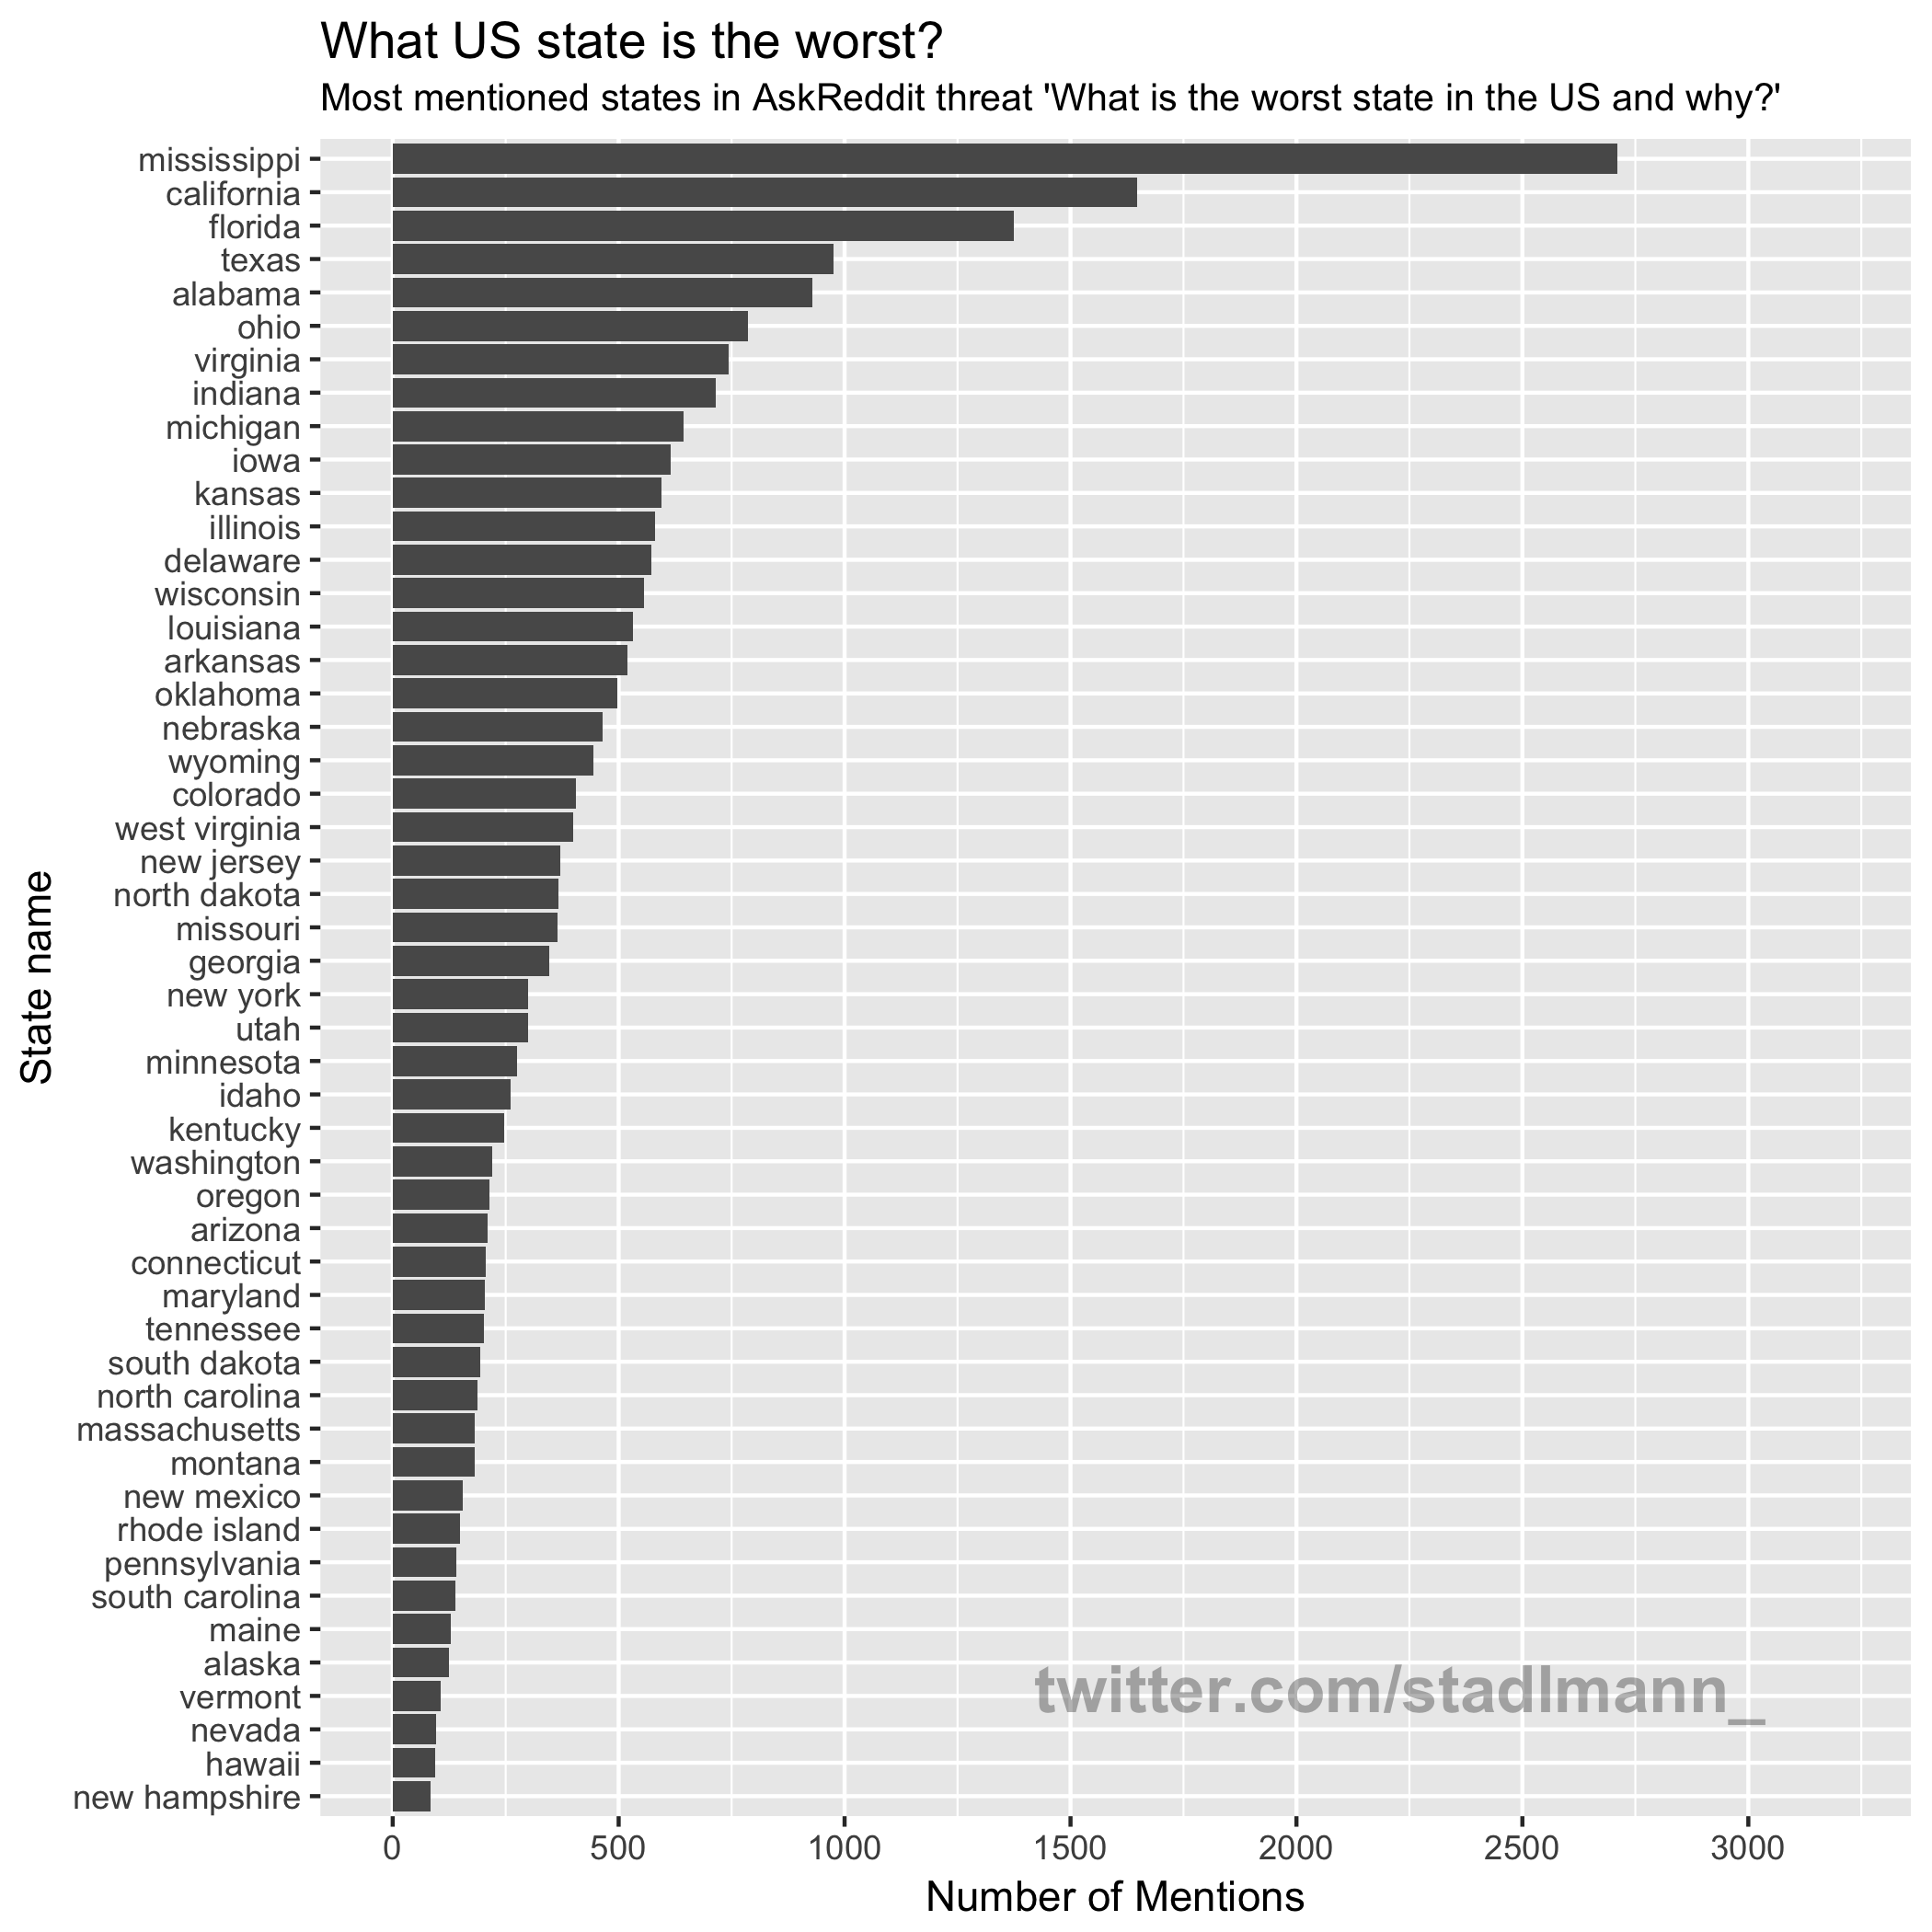 What US state is the worst?
Most mentioned states in AskReddit threat 'What is the worst state in the US and why?'
mississippi
california
florida
texas
alabama
ohio
virginia
indiana
michigan
iowa
kansas
illinois
delaware
wisconsin
louisiana
arkansas
oklahoma
nebraska
wyoming
colorado
west virginia
new jersey
north dakota
missouri
georgia
new york
utah
minnesota
idaho
kentucky
washington
oregon
arizona
connecticut
maryland
tennessee
south dakota
north carolina
massachusetts
montana
new mexico
rhode island
pennsylvania
south carolina
maine
alaska
vermont
nevada
hawaii
new hampshire
State name
twitter.com/stadlmann_
0 500 1000 1500 2000 2500 3000
Number of Mentions